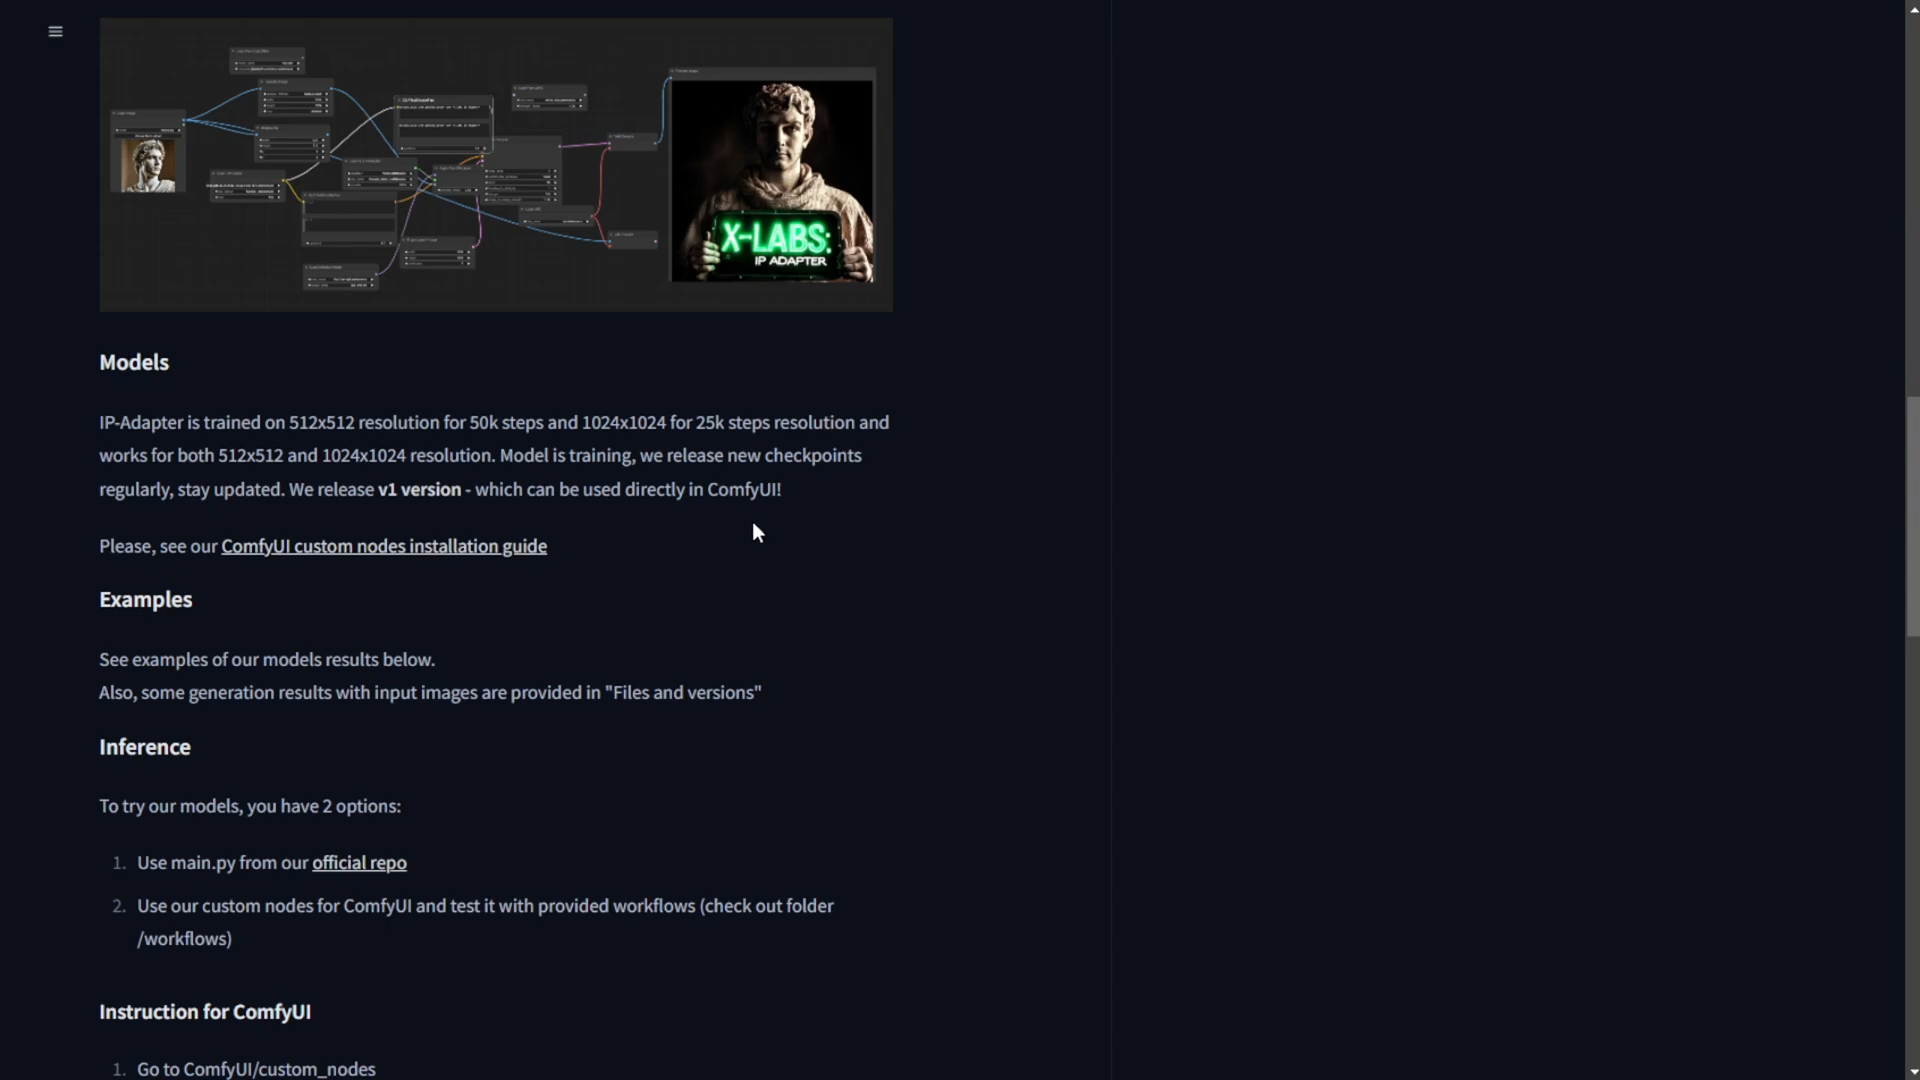 X-LABS:
IP ADAPTER
Models
IP-Adapter is trained on 512x512 resolution for 50k steps and 1024x1024 for 25k steps resolution and
works for both 512x512 and 1024x1024 resolution. Model is training, we release new checkpoints
regularly, stay updated. We release v1 version - which can be used directly in ComfyUI!
Please, see our ComfyUI custom nodes installation guide
Examples
See examples of our models results below.
Also, some generation results with input images are provided in "Files and versions"
Inference
To try our models, you have 2 options:
1. Use main.py from our official repo
2. Use our custom nodes for ComfyUI and test it with provided workflows (check out folder
/workflows)
Instruction for ComfyUI
1. Go to ComfyUI/custom_nodes